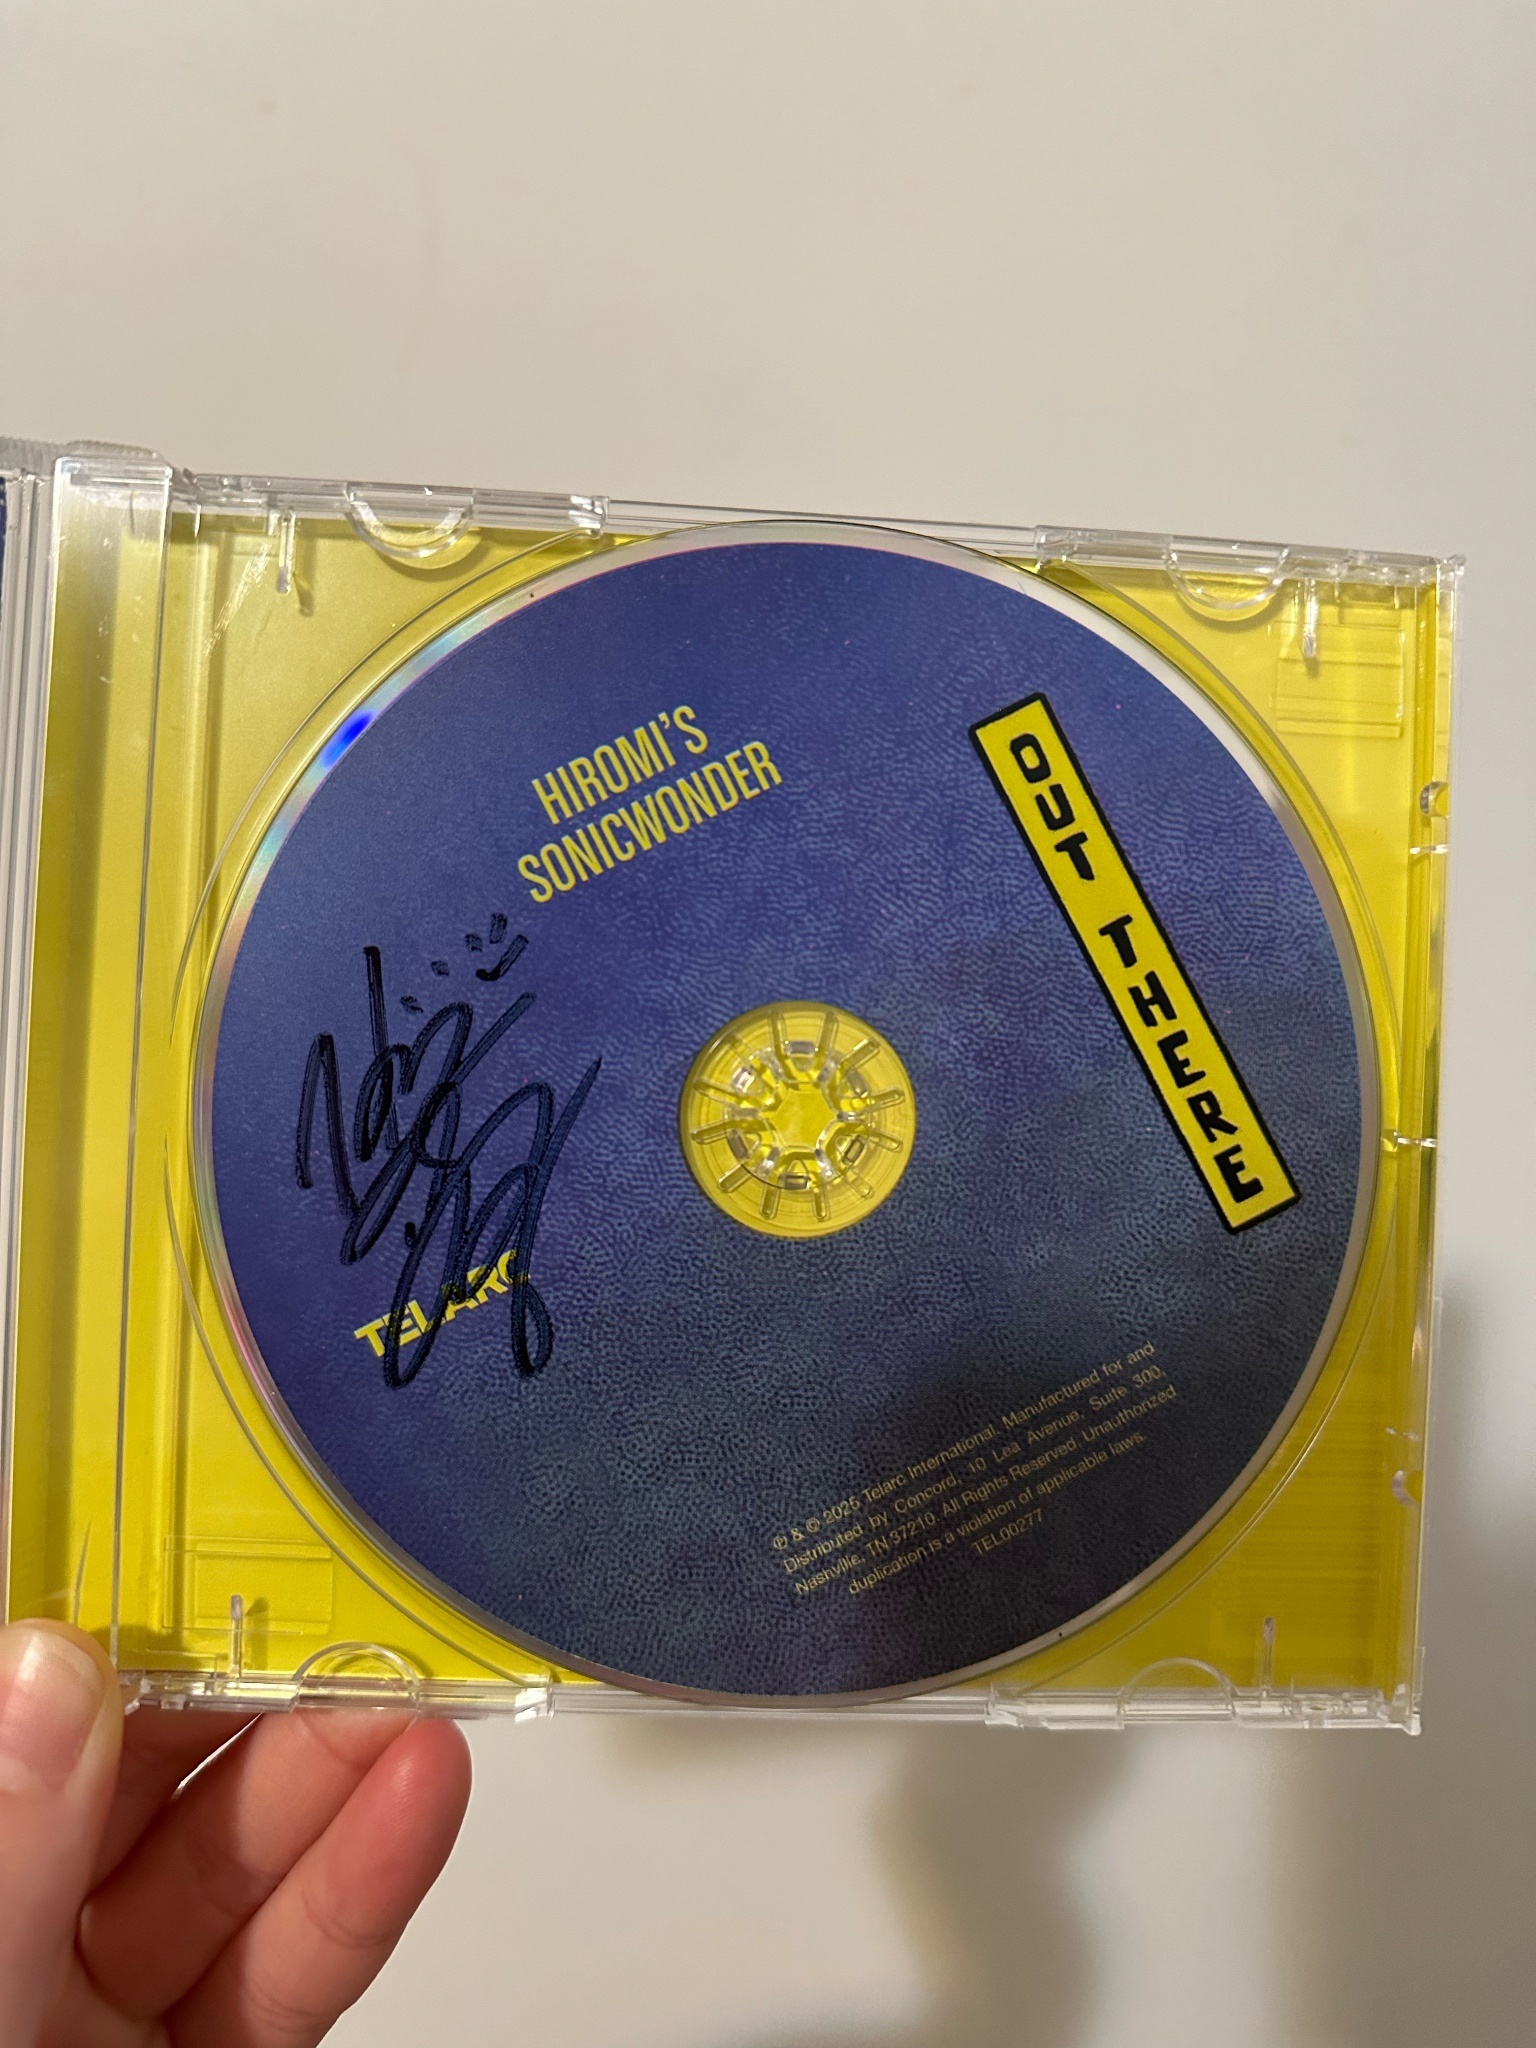 HIROMI'S
SONICWONDER
OUT THERE
TELARC
℗ & © 2025 Telarc International. Manufactured for and
Distributed by Concord, 10 Lea Avenue, Suite 300,
Nashville, TN 37210. All Rights Reserved. Unauthorized
duplication is a violation of applicable laws.
TEL00277